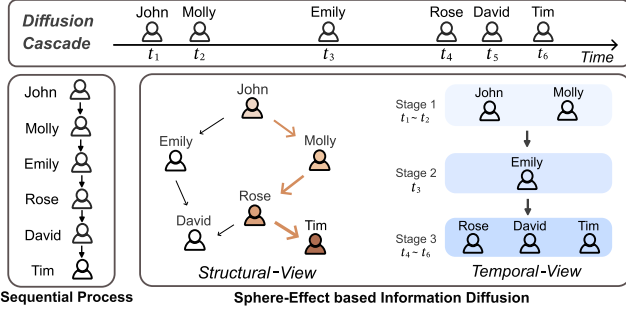 Diffusion
Cascade
John Molly Emily Rose David Tim
t1 t2 t3 t4 t5 t6 Time
John
Molly
Emily
Rose
David
Tim
Sequential Process
John
Emily
Molly
Rose
David
Tim
Structural-View
Stage 1
t1 ~ t2
John Molly
Stage 2
t3
Emily
Stage 3
t4 ~ t6
Rose David Tim
Temporal-View
Sphere-Effect based Information Diffusion